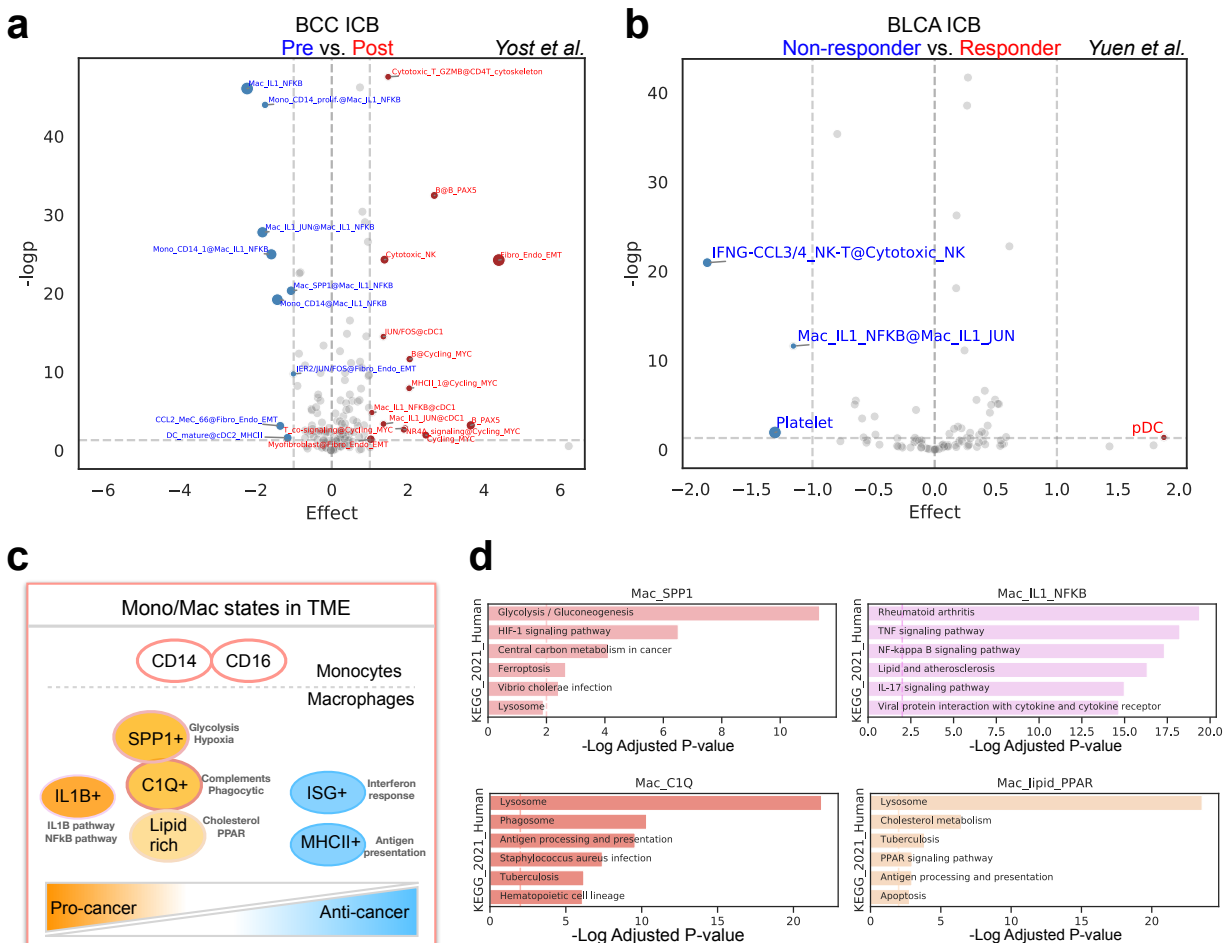 a
BCC ICB
Pre vs. Post
Yost et al.
Cytotoxic_T_GZMB@CD4T_cytoskeleton
Mac_IL1_NFKB
Mono_CD14_prolif.@Mac_IL1_NFKB
B@B_PAX5
Mac_IL1_JUN@Mac_IL1_NFKB
Mono_CD14_1@Mac_IL1_NFKB
Cytotoxic_NK
Fibro_Endo_EMT
Mac_SPP1@Mac_IL1_NFKB
Mono_CD14@Mac_IL1_NFKB
JUN/FOS@cDC1
B@Cycling_MYC
IER2/JUN/FOS@Fibro_Endo_EMT
MHCII_1@Cycling_MYC
Mac_IL1_NFKB@cDC1
CCL2_MeC_66@Fibro_Endo_EMT
Mac_IL1_JUN@cDC1
B_PAX5
DC_mature@cDC2_MHCII
T_co-signaling@Cycling_MYC
NR4A_signaling@Cycling_MYC
Cycling_MYC
Myofibroblast@Fibro_Endo_EMT
-logp
40
30
20
10
0
−6 −4 −2 0 2 4 6
Effect
b
BLCA ICB
Non-responder vs. Responder
Yuen et al.
IFNG-CCL3/4_NK-T@Cytotoxic_NK
Mac_IL1_NFKB@Mac_IL1_JUN
Platelet
pDC
-logp
40
30
20
10
0
−2.0 −1.5 −1.0 −0.5 0.0 0.5 1.0 1.5 2.0
Effect
c
Mono/Mac states in TME
CD14 CD16
Monocytes
Macrophages
SPP1+
Glycolysis
Hypoxia
IL1B+
IL1B pathway
NFkB pathway
C1Q+
Complements
Phagocytic
Lipid
rich
Cholesterol
PPAR
ISG+
Interferon
response
MHCII+
Antigen
presentation
Pro-cancer
Anti-cancer
d
Mac_SPP1
KEGG_2021_Human
Glycolysis / Gluconeogenesis
HIF-1 signaling pathway
Central carbon metabolism in cancer
Ferroptosis
Vibrio cholerae infection
Lysosome
0 2 4 6 8 10
-Log Adjusted P-value
Mac_IL1_NFKB
KEGG_2021_Human
Rheumatoid arthritis
TNF signaling pathway
NF-kappa B signaling pathway
Lipid and atherosclerosis
IL-17 signaling pathway
Viral protein interaction with cytokine and cytokine receptor
0.0 2.5 5.0 7.5 10.0 12.5 15.0 17.5 20.0
-Log Adjusted P-value
Mac_C1Q
KEGG_2021_Human
Lysosome
Phagosome
Antigen processing and presentation
Staphylococcus aureus infection
Tuberculosis
Hematopoietic cell lineage
0 5 10 15 20
-Log Adjusted P-value
Mac_lipid_PPAR
KEGG_2021_Human
Lysosome
Cholesterol metabolism
Tuberculosis
PPAR signaling pathway
Antigen processing and presentation
Apoptosis
0 5 10 15 20
-Log Adjusted P-value